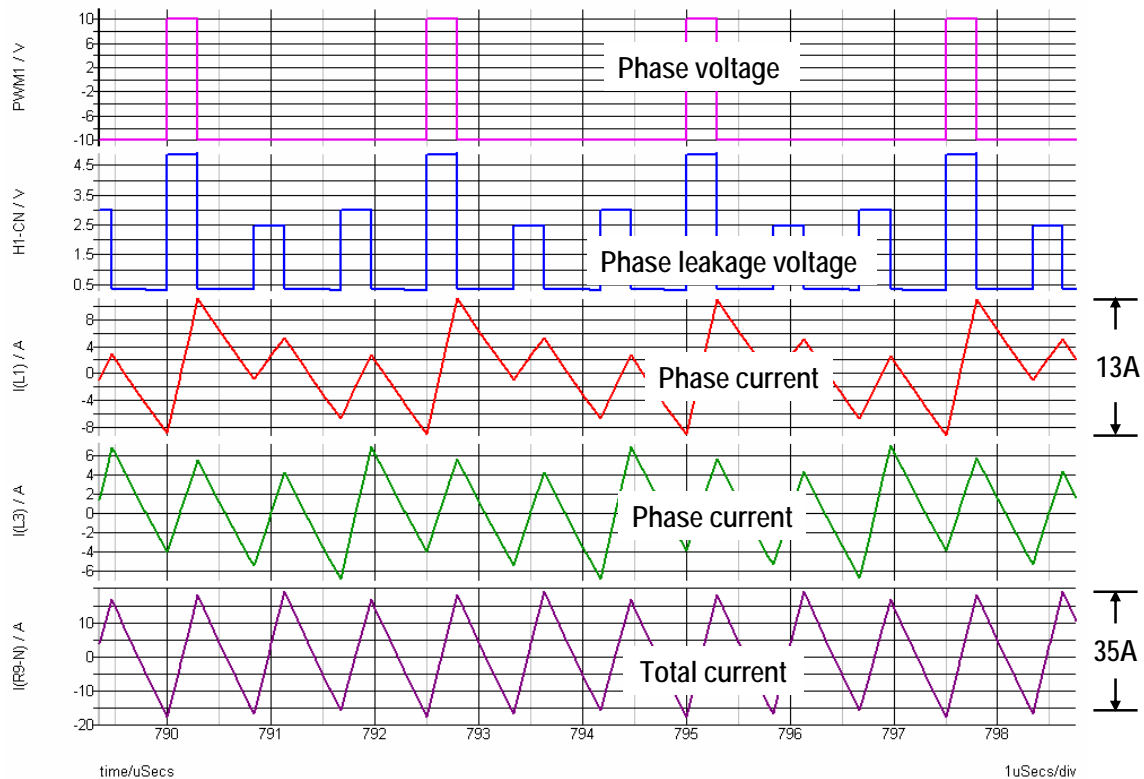 PWM1 / V
10
6
2
-2
-6
-10
Phase voltage
H1-CN / V
4.5
3.5
2.5
1.5
0.5
Phase leakage voltage
I(L1) / A
8
4
0
-4
-8
Phase current
13A
I(L3) / A
6
4
2
0
-2
-4
-6
Phase current
I(R9-N) / A
10
0
-10
-20
Total current
35A
790 791 792 793 794 795 796 797 798
time/uSecs 1uSecs/div